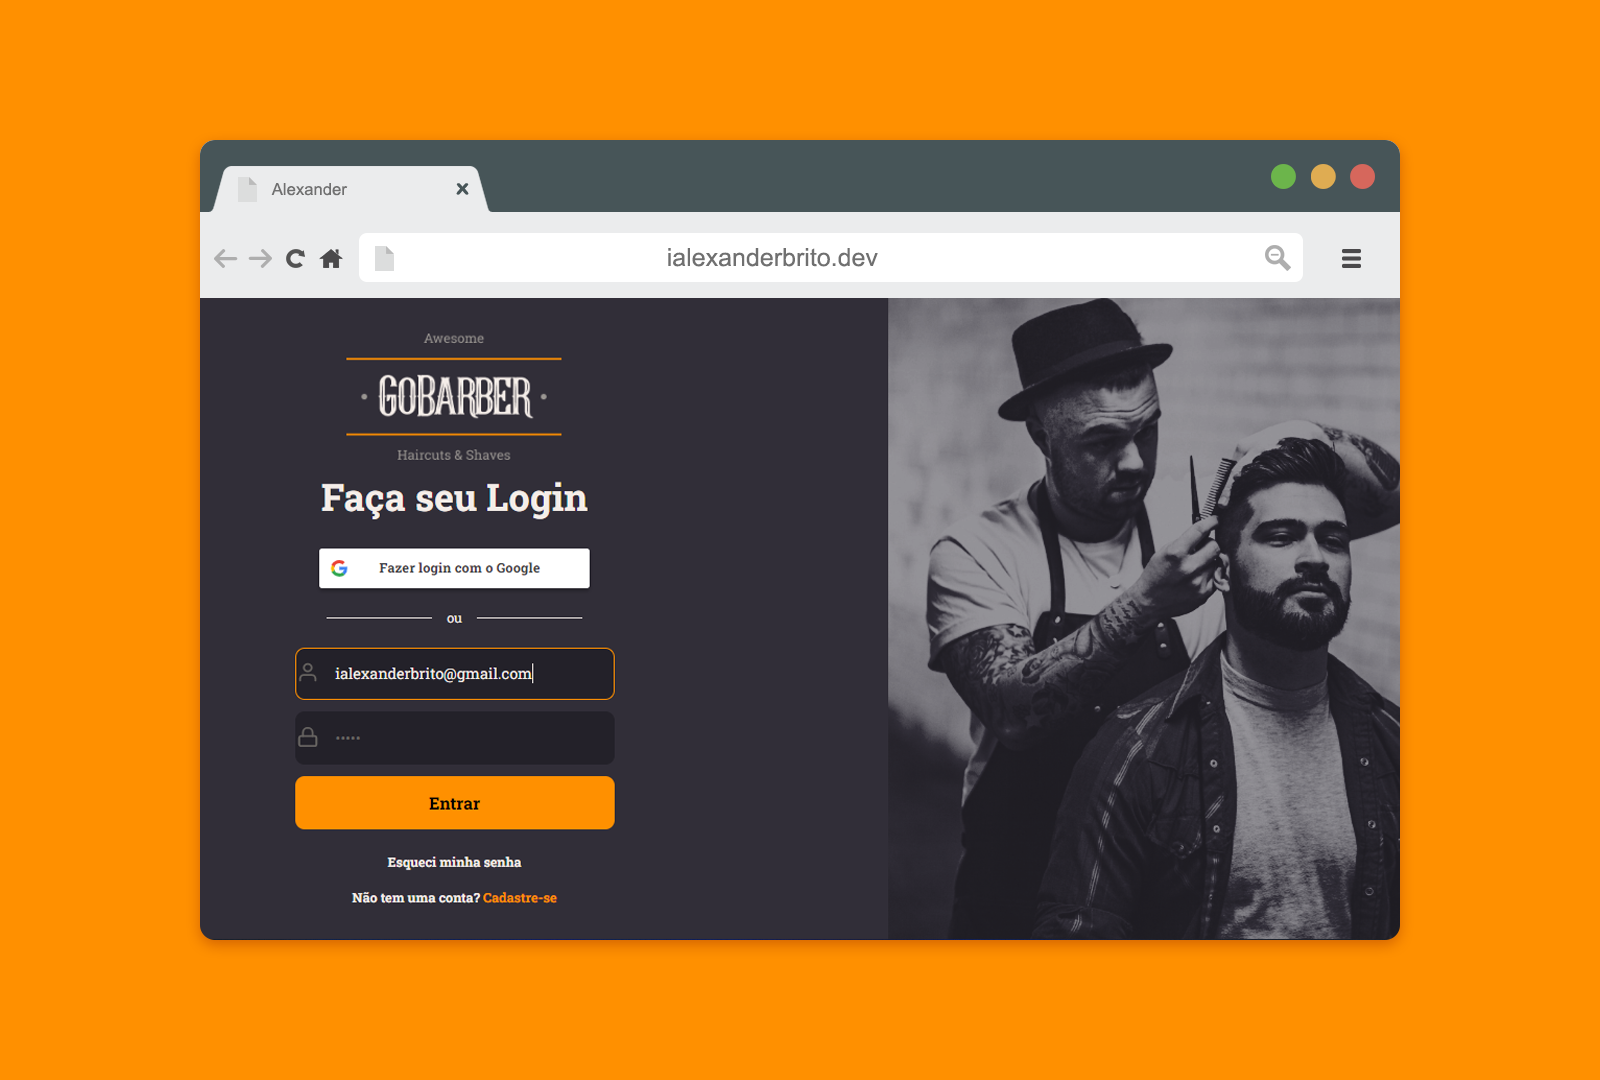 Alexander
ialexanderbrito.dev
Awesome
GoBARBER
Haircuts & Shaves
Faça seu Login
Fazer login com o Google
ou
ialexanderbrito@gmail.com
•••••
Entrar
Esqueci minha senha
Não tem uma conta? Cadastre-se